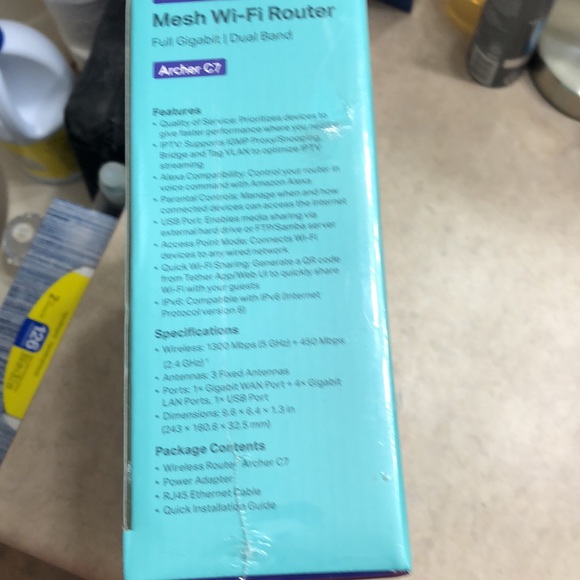 Mesh Wi-Fi Router
Full Gigabit | Dual Band
Archer C7
Features
• Quality of Service: Prioritizes devices to
give faster performance where you
• IPTV: Supports IGMP Proxy/Snooping,
Bridge and Tag VLAN to optimize IPTV
streaming
• Alexa Compatibility: Control your router in
voice command with Amazon Alexa
• Parental Controls: Manage when and how
connected devices can access the internet
• USB Port: Enables media sharing via
external hard drive or FTP/Samba server
• Access Point Mode: Connects Wi-Fi
devices to any wired network
• Quick Wi-Fi Sharing: Generate a QR code
from Tether App/Web UI to quickly share
Wi-Fi with your guests
• IPv6: Compatible with IPv6 (Internet
Protocol version 6)
Specifications
• Wireless: 1300 Mbps (5 GHz) + 450 Mbps
(2.4 GHz)
• Antennas: 3 Fixed Antennas
• Ports: 1× Gigabit WAN Port + 4× Gigabit
LAN Ports, 1× USB Port
• Dimensions: 9.6 × 6.4 × 1.3 in
(243 × 160.6 × 32.5 mm)
Package Contents
• Wireless Router Archer C7
• Power Adapter
• RJ45 Ethernet Cable
• Quick Installation Guide
120